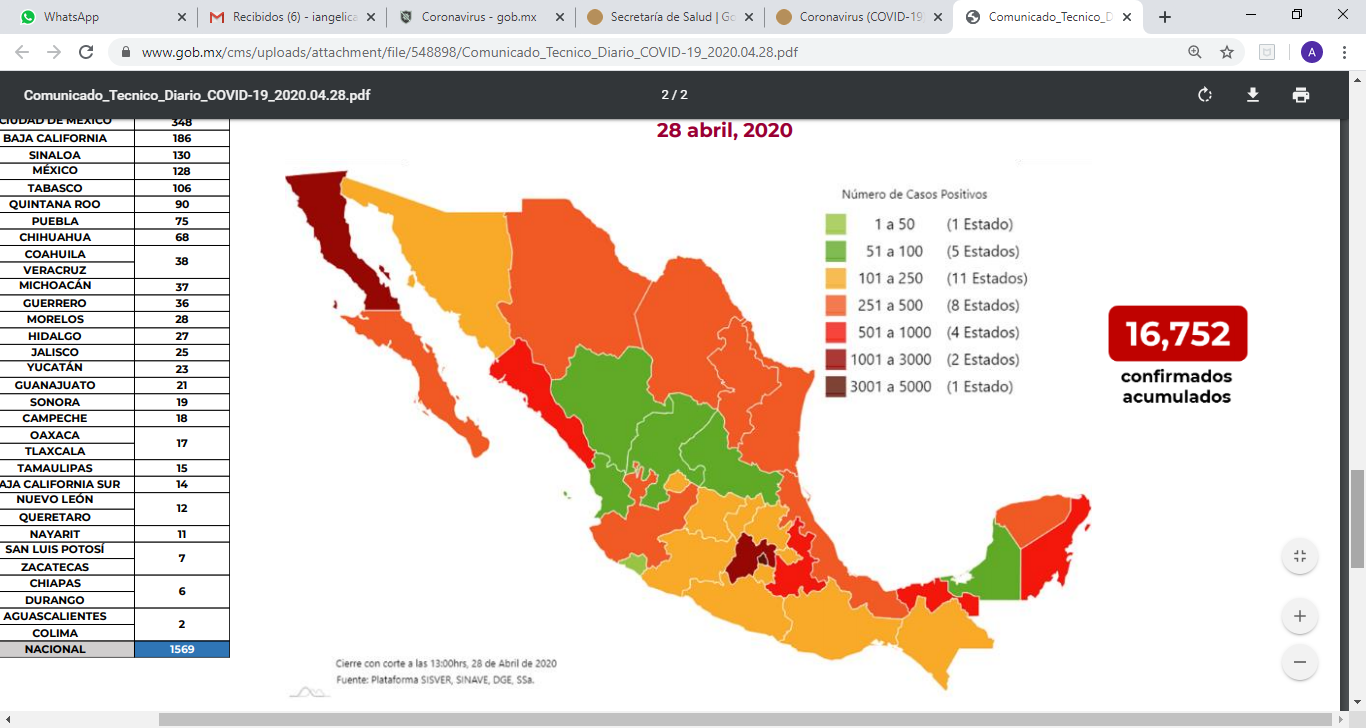 WhatsApp
Recibidos (6) - iangelica
Coronavirus - gob.mx
Secretaría de Salud | Go
Coronavirus (COVID-19)
Comunicado_Tecnico_D
www.gob.mx/cms/uploads/attachment/file/548898/Comunicado_Tecnico_Diario_COVID-19_2020.04.28.pdf
A
Comunicado_Tecnico_Diario_COVID-19_2020.04.28.pdf
2 / 2
CIUDAD DE MÉXICO 348
BAJA CALIFORNIA 186
SINALOA 130
MÉXICO 128
TABASCO 106
QUINTANA ROO 90
PUEBLA 75
CHIHUAHUA 68
COAHUILA
VERACRUZ
38
MICHOACÁN 37
GUERRERO 36
MORELOS 28
HIDALGO 27
JALISCO 25
YUCATÁN 23
GUANAJUATO 21
SONORA 19
CAMPECHE 18
OAXACA
TLAXCALA
17
TAMAULIPAS 15
AJA CALIFORNIA SUR 14
NUEVO LEÓN
QUERETARO
12
NAYARIT 11
SAN LUIS POTOSÍ
ZACATECAS
7
CHIAPAS
DURANGO
6
AGUASCALIENTES
COLIMA
2
NACIONAL 1569
28 abril, 2020
Número de Casos Positivos
1 a 50 (1 Estado)
51 a 100 (5 Estados)
101 a 250 (11 Estados)
251 a 500 (8 Estados)
501 a 1000 (4 Estados)
1001 a 3000 (2 Estados)
3001 a 5000 (1 Estado)
16,752
confirmados
acumulados
Cierre con corte a las 13:00hrs, 28 de Abril de 2020
Fuente: Plataforma SISVER, SINAVE, DGE, SSa.